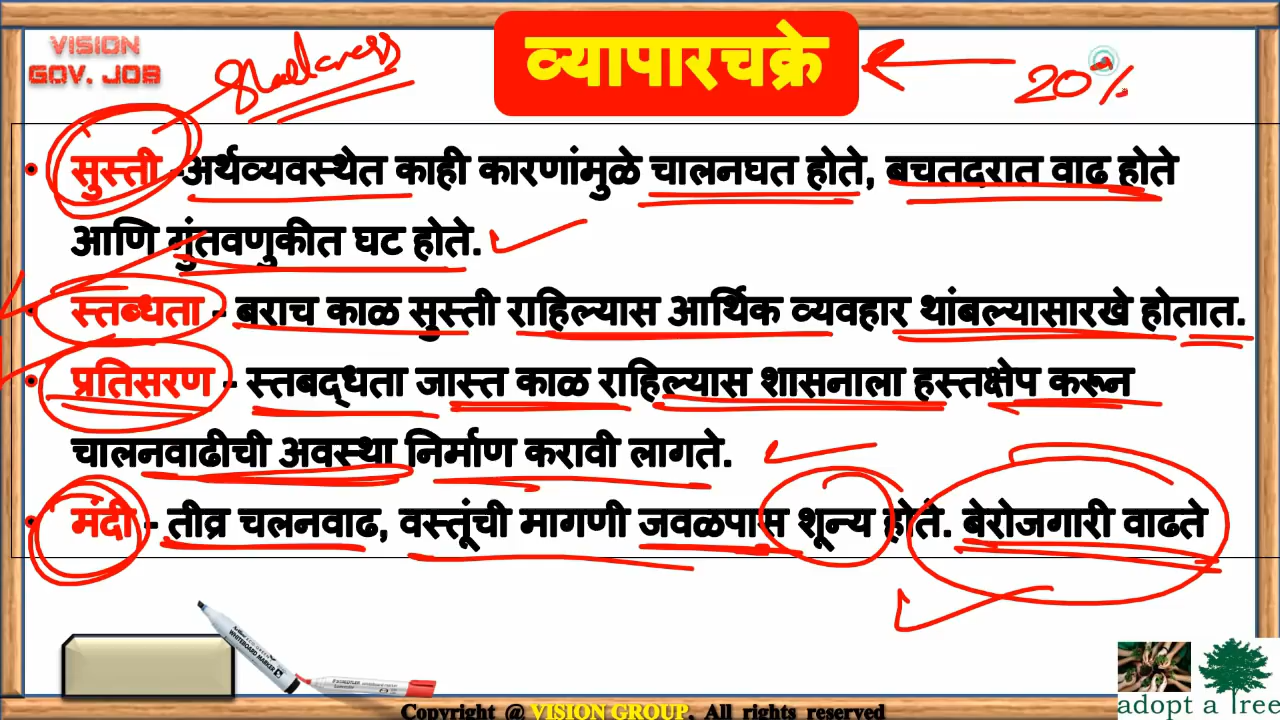 VISION
GOV. JOB
Slackness
व्यापारचक्रे
20%
• सुस्ती - अर्थव्यवस्थेत काही कारणांमुळे चालनघत होते, बचतदरात वाढ होते
आणि गुंतवणुकीत घट होते.
• स्तब्धता - बराच काळ सुस्ती राहिल्यास आर्थिक व्यवहार थांबल्यासारखे होतात.
• प्रतिसरण - स्तबद्धता जास्त काळ राहिल्यास शासनाला हस्तक्षेप करून
चालनवाढीची अवस्था निर्माण करावी लागते.
• मंदी - तीव्र चलनवाढ, वस्तूंची मागणी जवळपास शून्य होते. बेरोजगारी वाढते
adopt a Tree
Copyright @ VISION GROUP. All rights reserved